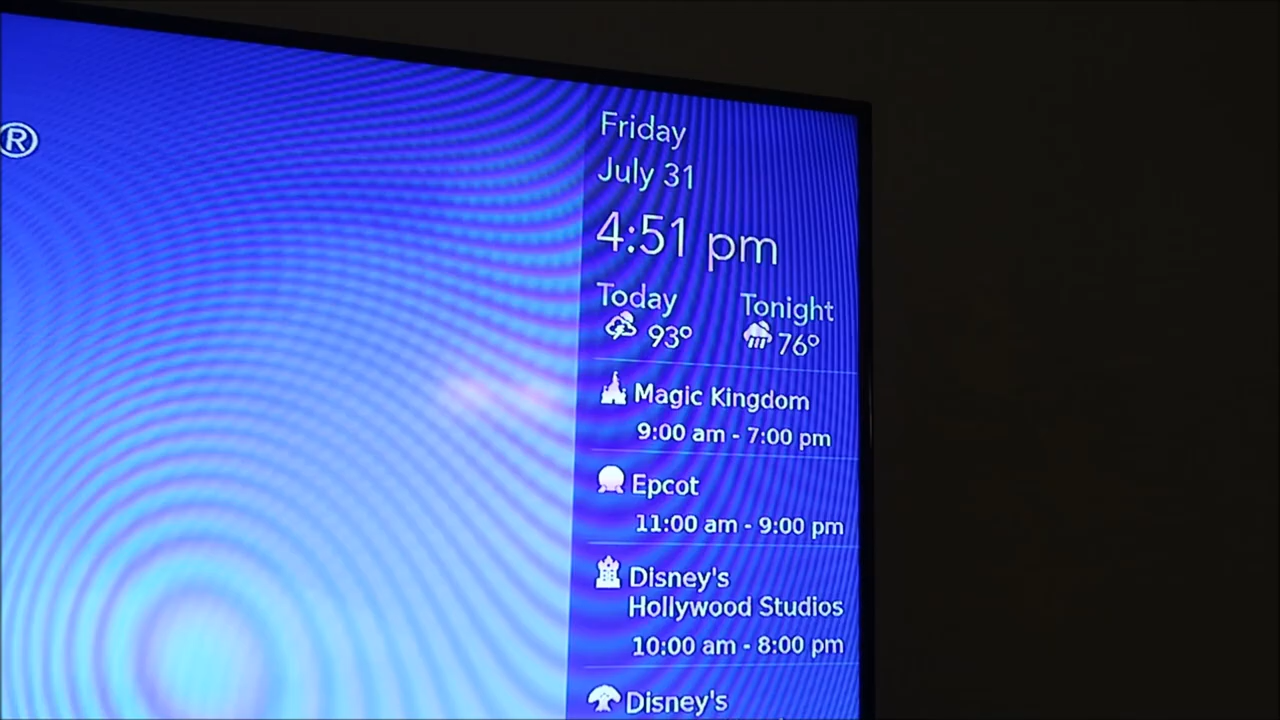 ®
Friday
July 31
4:51 pm
Today Tonight
93° 76°
Magic Kingdom
9:00 am - 7:00 pm
Epcot
11:00 am - 9:00 pm
Disney's
Hollywood Studios
10:00 am - 8:00 pm
Disney's